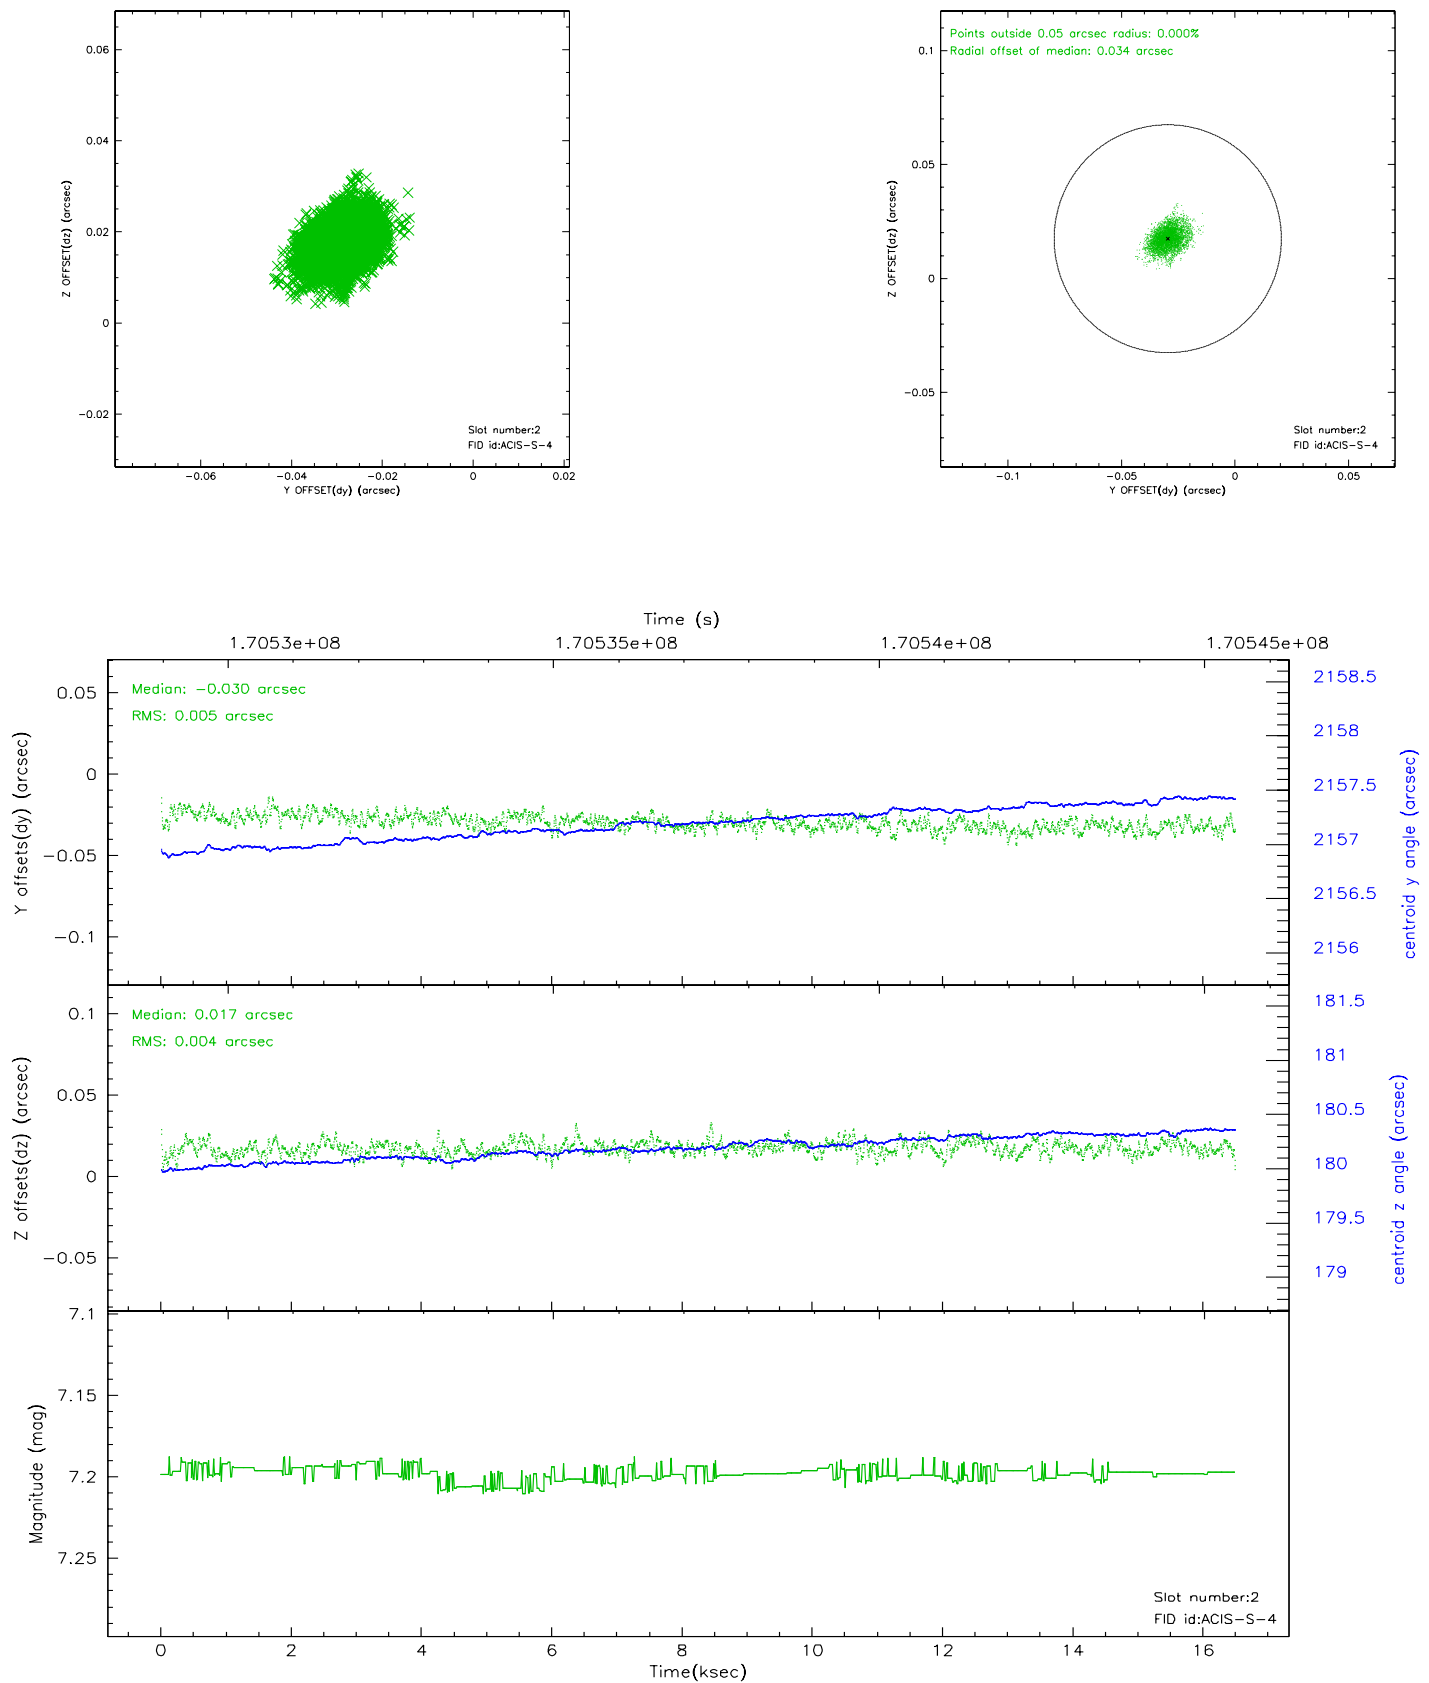 0.06
0.04
0.02
0
−0.02
Z OFFSET(dz) (arcsec)
Slot number:2
FID id:ACIS−S−4
−0.06 −0.04 −0.02 0 0.02
Y OFFSET(dy) (arcsec)
Points outside 0.05 arcsec radius: 0.000%
Radial offset of median: 0.034 arcsec
0.1
0.05
0
−0.05
Z OFFSET(dz) (arcsec)
Slot number:2
FID id:ACIS−S−4
−0.1 −0.05 0 0.05
Y OFFSET(dy) (arcsec)
Time (s)
1.7053e+08 1.70535e+08 1.7054e+08 1.70545e+08
Median: −0.030 arcsec
RMS: 0.005 arcsec
0.05
0
−0.05
−0.1
Y offsets(dy) (arcsec)
2158.5
2158
2157.5
2157
2156.5
2156
centroid y angle (arcsec)
Median: 0.017 arcsec
RMS: 0.004 arcsec
0.1
0.05
0
−0.05
Z offsets(dz) (arcsec)
181.5
181
180.5
180
179.5
179
centroid z angle (arcsec)
7.1
7.15
7.2
7.25
Magnitude (mag)
Slot number:2
FID id:ACIS−S−4
0 2 4 6 8 10 12 14 16
Time(ksec)